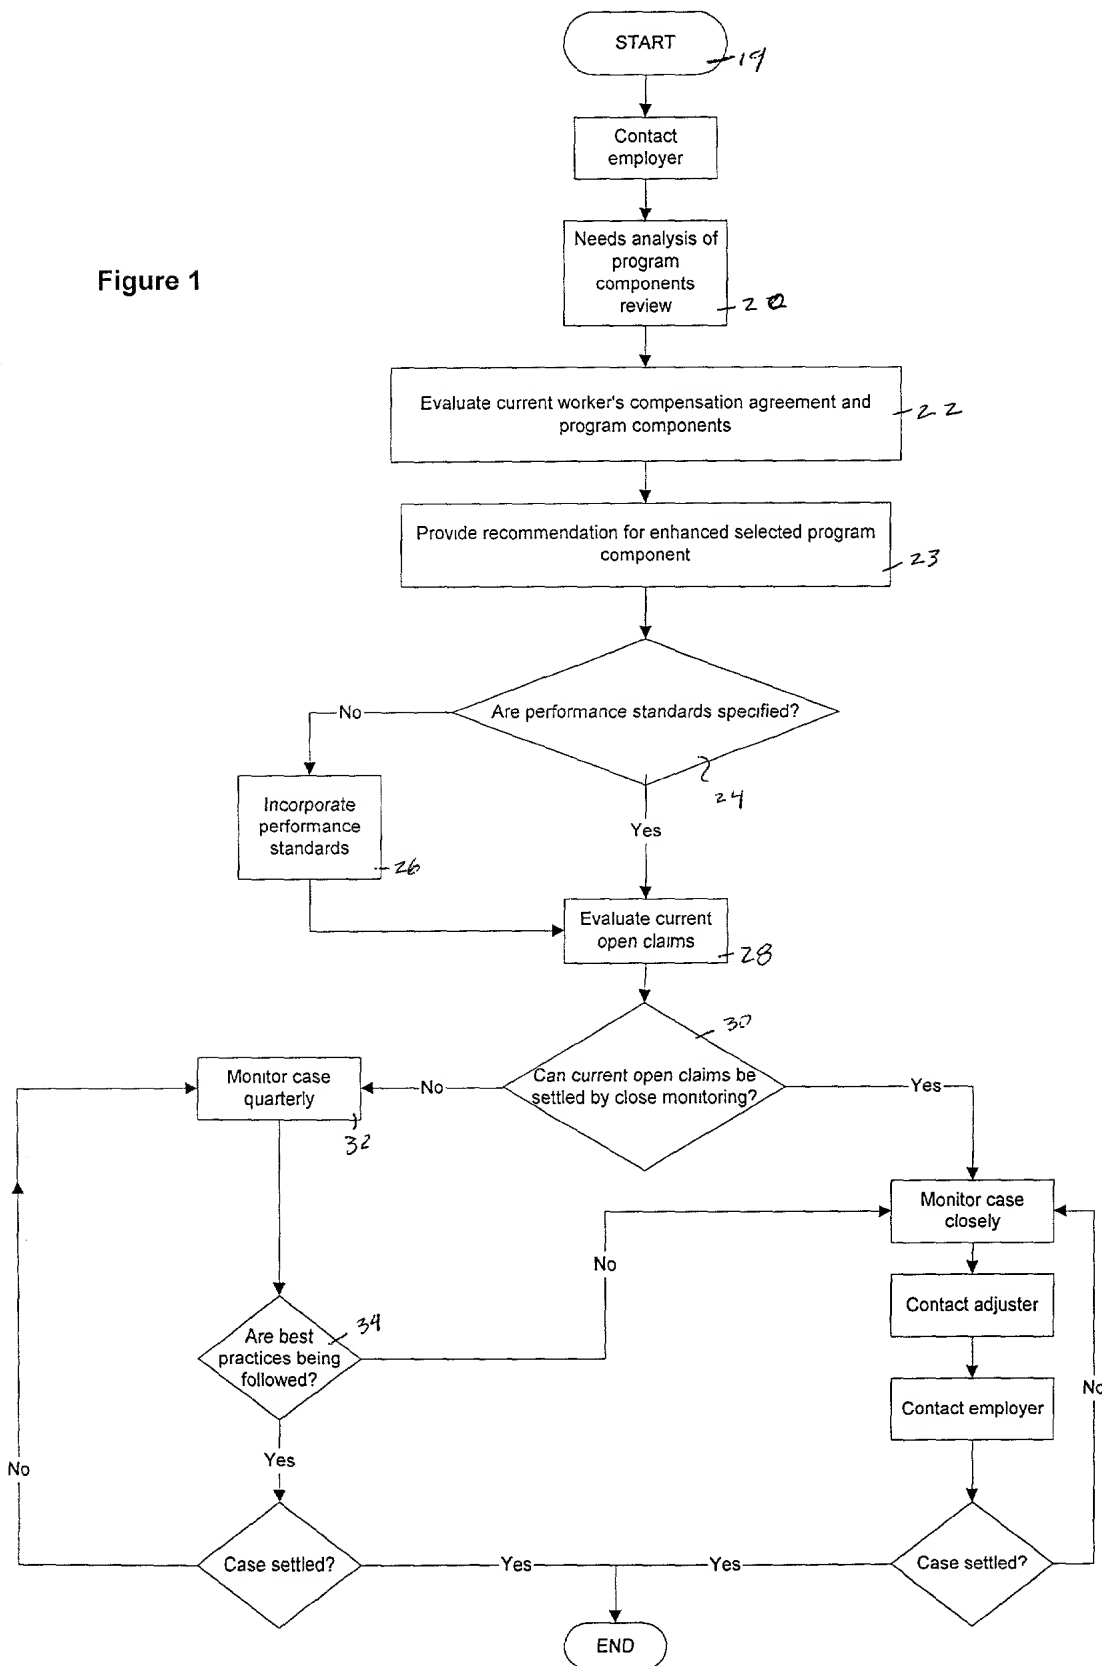 START
19
Contact
employer
Figure 1
Needs analysis of
program
components
review
20
Evaluate current worker's compensation agreement and
program components
22
Provide recommendation for enhanced selected program
component
23
Are performance standards specified?
24
No
Yes
Incorporate
performance
standards
26
Evaluate current
open claims
28
30
Can current open claims be
settled by close monitoring?
No
Yes
Monitor case
quarterly
32
Monitor case
closely
No
Contact adjuster
34
Are best
practices being
followed?
Contact employer
No
Yes
No
Case settled?
Yes
Yes
Case settled?
END